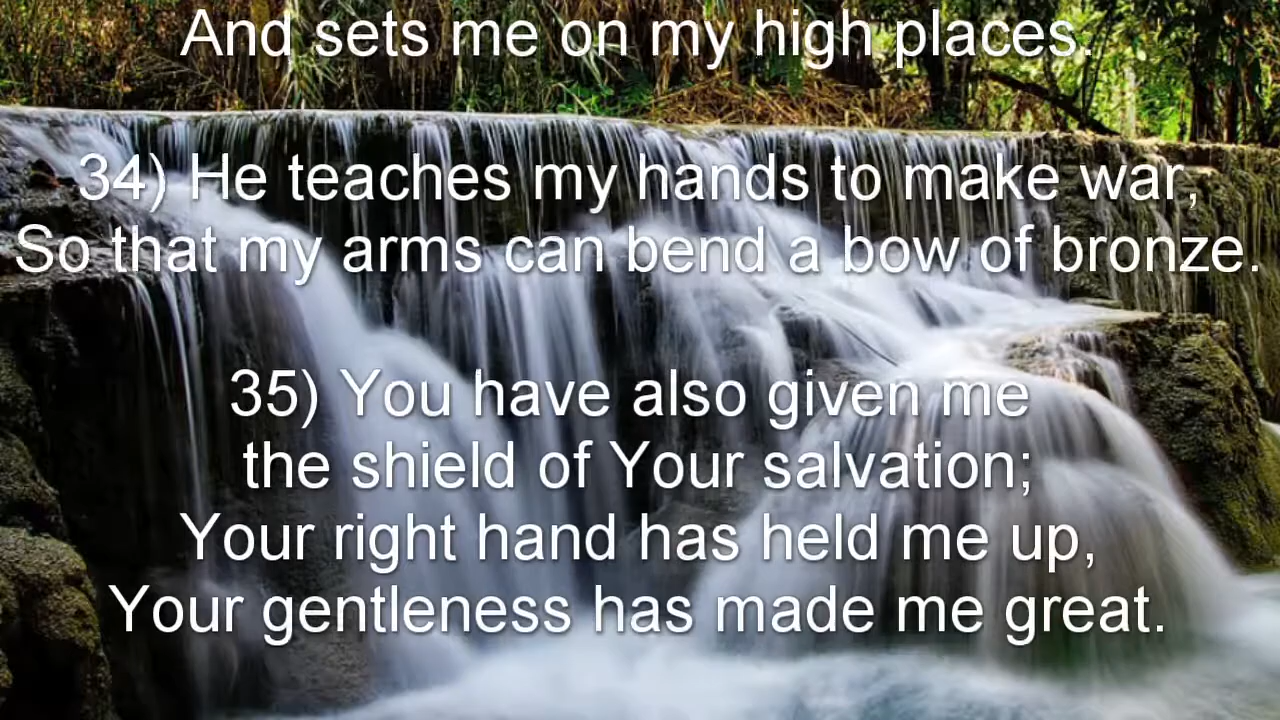 And sets me on my high places.
34) He teaches my hands to make war,
So that my arms can bend a bow of bronze.
35) You have also given me
the shield of Your salvation;
Your right hand has held me up,
Your gentleness has made me great.